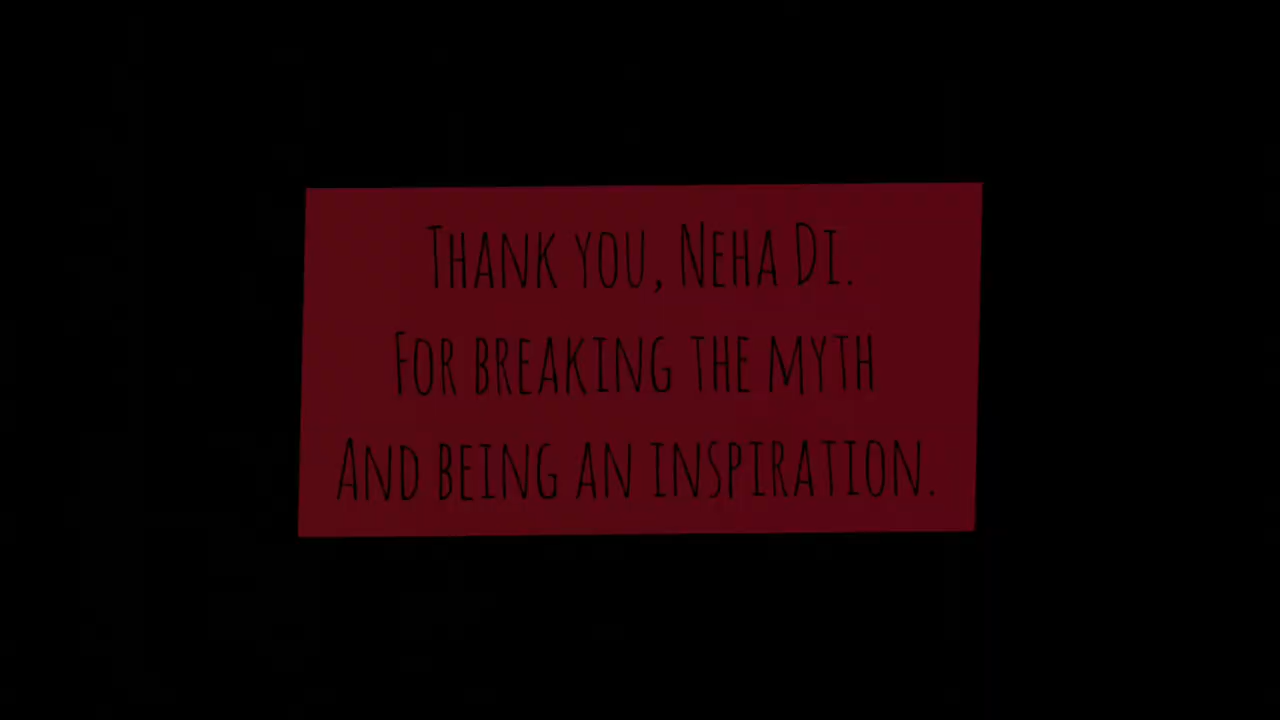 Thank you, Neha Di.
For breaking the myth
And being an inspiration.